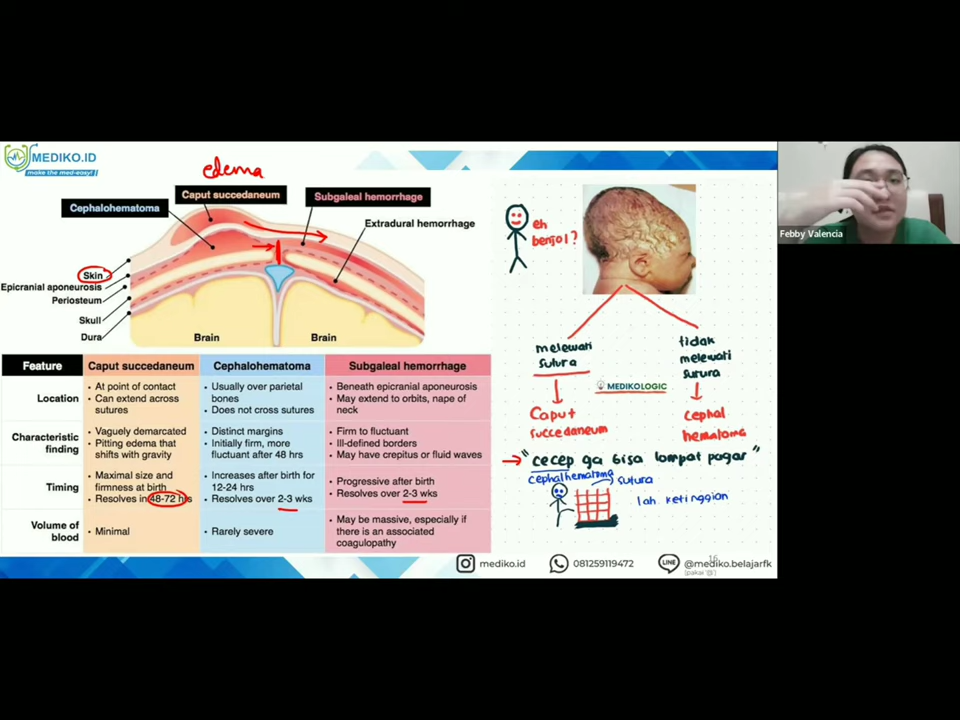 MEDIKO.ID
make the med-easy!
edema
Caput succedaneum
Cephalohematoma
Subgaleal hemorrhage
Extradural hemorrhage
Skin
Epicranial aponeurosis
Periosteum
Skull
Dura
Brain
Brain
Feature
Caput succedaneum
Cephalohematoma
Subgaleal hemorrhage
Location
• At point of contact
• Can extend across
sutures
• Usually over parietal
bones
• Does not cross sutures
• Beneath epicranial aponeurosis
• May extend to orbits, nape of
neck
Characteristic
finding
• Vaguely demarcated
• Pitting edema that
shifts with gravity
• Distinct margins
• Initially firm, more
fluctuant after 48 hrs
• Firm to fluctuant
• Ill-defined borders
• May have crepitus or fluid waves
Timing
• Maximal size and
firmness at birth
• Resolves in 48-72 hrs
• Increases after birth for
12-24 hrs
• Resolves over 2-3 wks
• Progressive after birth
• Resolves over 2-3 wks
Volume of
blood
• Minimal
• Rarely severe
• May be massive, especially if
there is an associated
coagulopathy
eh
benjol?
melewati
sutura
tidak
melewati
sutura
MEDIKOLOGIC
Caput
succedaneum
cephal
hematoma
"cecep ga bisa lompat pagar"
cephalhematoma
sutura
lah ketinggian
mediko.id
081259119472
@mediko.belajarfk
(pakai '@')
16
Febby Valencia